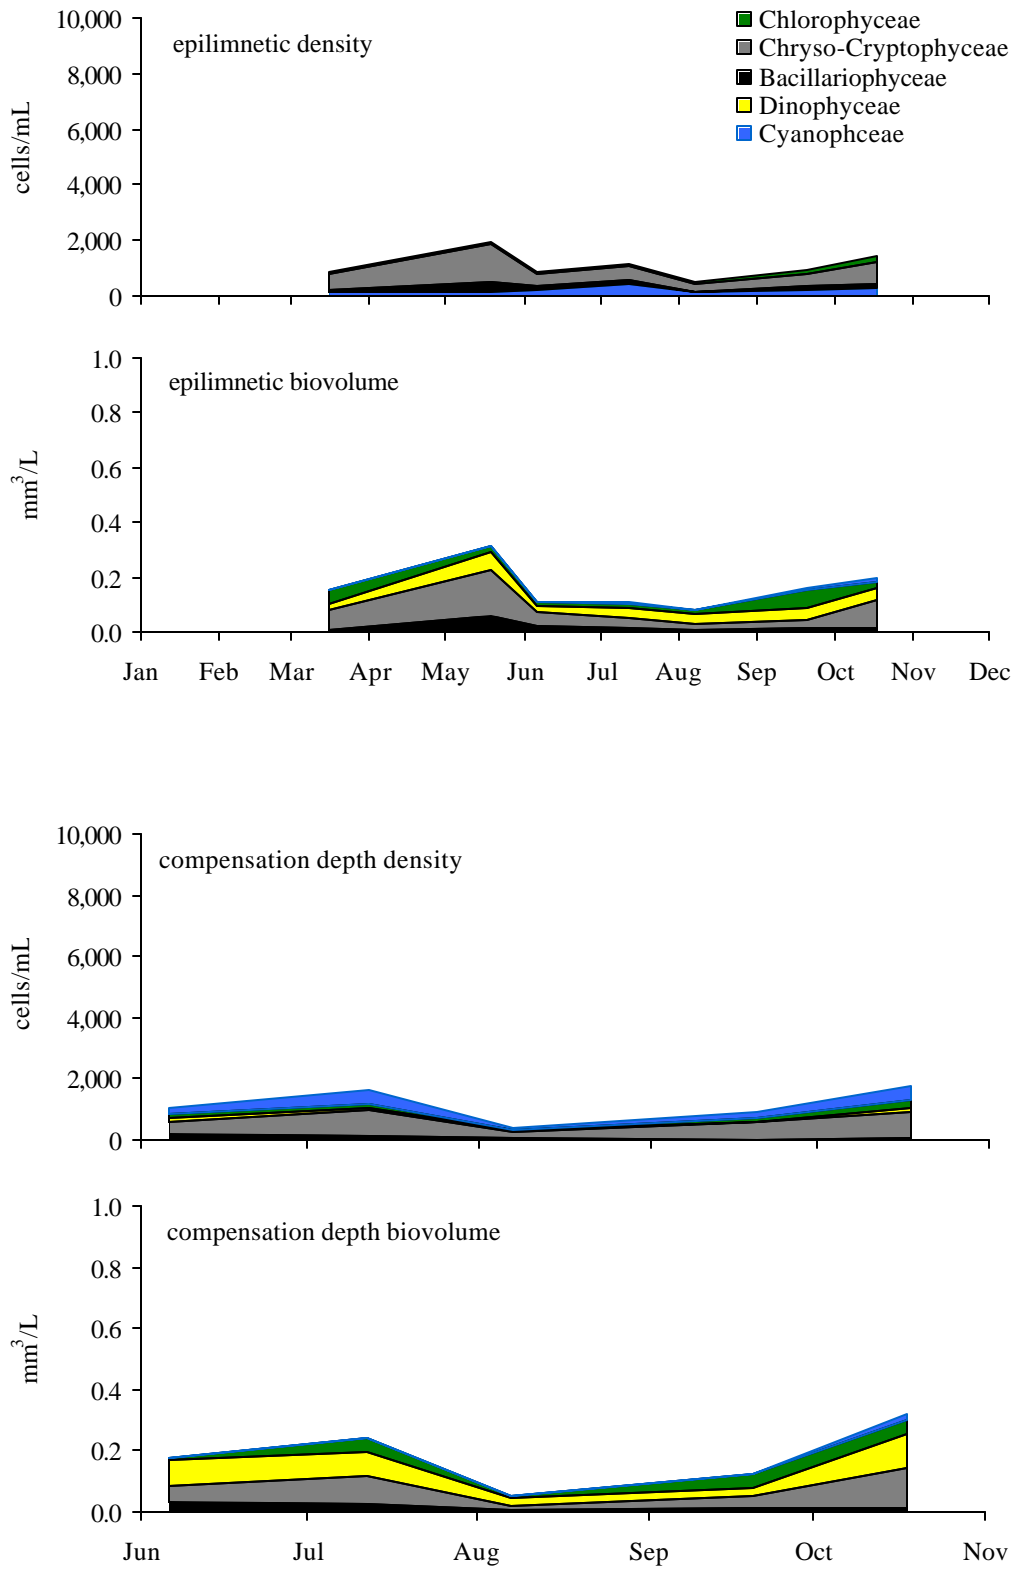 10,000
8,000
6,000
4,000
2,000
0
cells/mL
epilimnetic density
Chlorophyceae
Chryso-Cryptophyceae
Bacillariophyceae
Dinophyceae
Cyanophceae
1.0
0.8
0.6
0.4
0.2
0.0
mm³/L
epilimnetic biovolume
Jan Feb Mar Apr May Jun Jul Aug Sep Oct Nov Dec
10,000
8,000
6,000
4,000
2,000
0
cells/mL
compensation depth density
1.0
0.8
0.6
0.4
0.2
0.0
mm³/L
compensation depth biovolume
Jun Jul Aug Sep Oct Nov